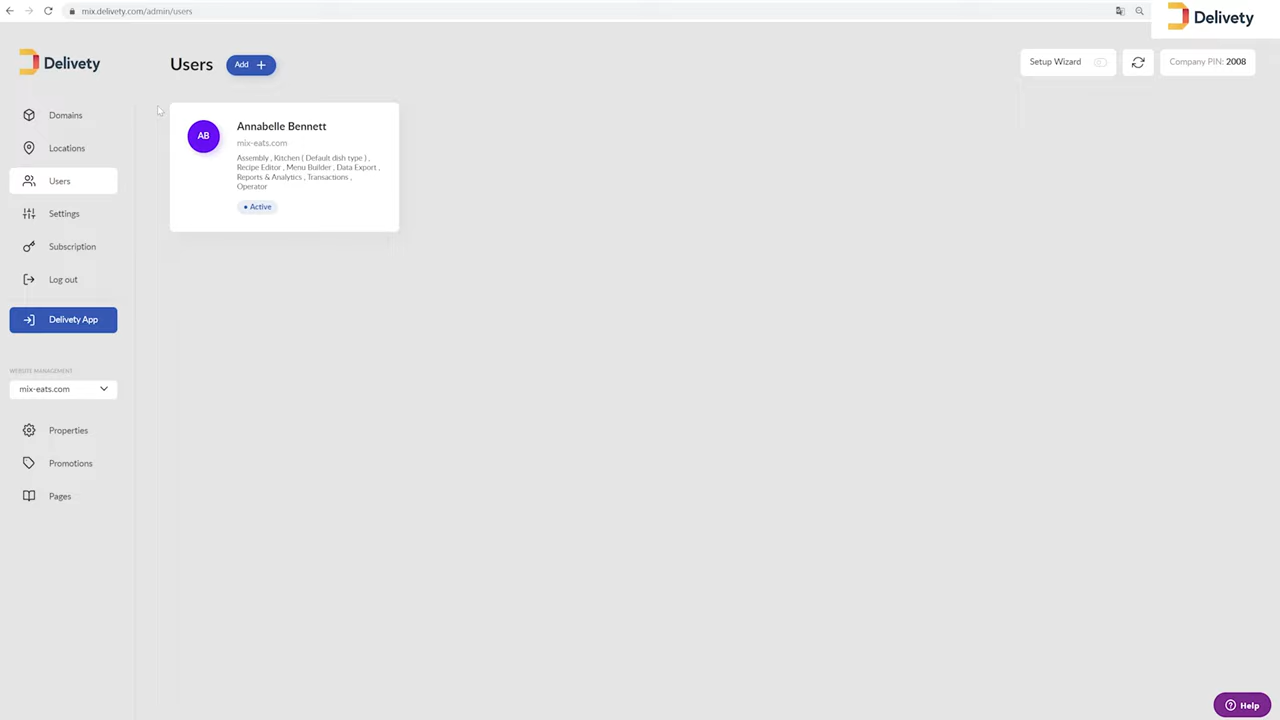 mix.delivety.com/admin/users
Delivety
Delivety
Users
Add +
Setup Wizard
Company PIN: 2008
Domains
Locations
Users
Settings
Subscription
Log out
Delivety App
WEBSITE MANAGEMENT
mix-eats.com
Properties
Promotions
Pages
AB
Annabelle Bennett
mix-eats.com
Assembly , Kitchen ( Default dish type ) ,
Recipe Editor , Menu Builder , Data Export ,
Reports & Analytics , Transactions ,
Operator
• Active
Help